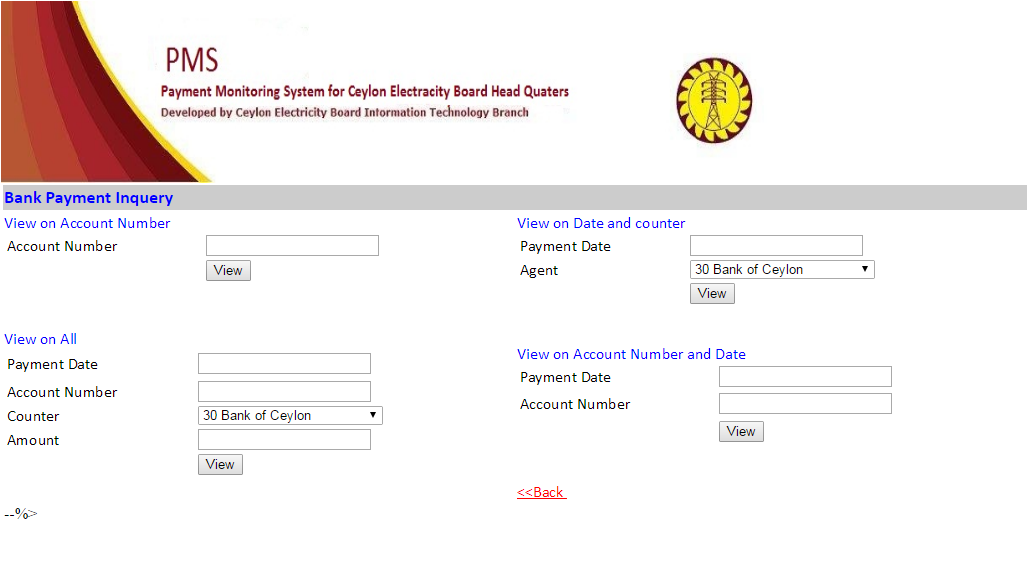 PMS
Payment Monitoring System for Ceylon Electracity Board Head Quaters
Developed by Ceylon Electricity Board Information Technology Branch
Bank Payment Inquery
View on Account Number
Account Number
View
View on Date and counter
Payment Date
Agent 30 Bank of Ceylon
View
View on All
Payment Date
Account Number
Counter 30 Bank of Ceylon
Amount
View
View on Account Number and Date
Payment Date
Account Number
View
<<Back
--%>